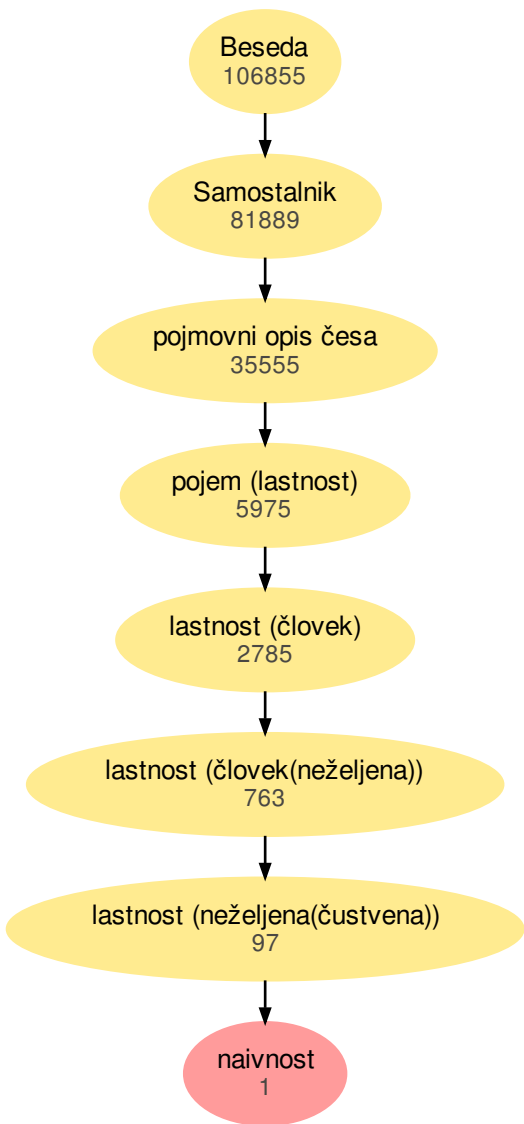 Beseda
106855
Samostalnik
81889
pojmovni opis česa
35555
pojem (lastnost)
5975
lastnost (človek)
2785
lastnost (človek(neželjena))
763
lastnost (neželjena(čustvena))
97
naivnost
1